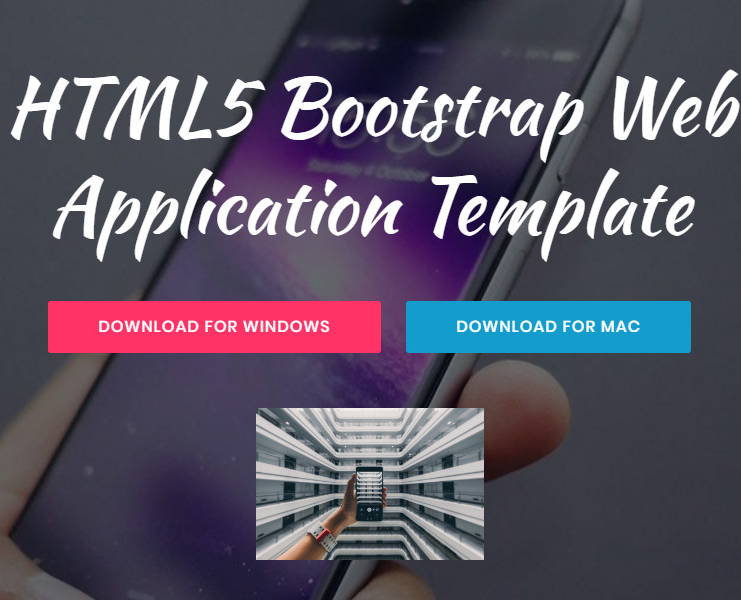 HTML5 Bootstrap Web
Application Template
DOWNLOAD FOR WINDOWS
DOWNLOAD FOR MAC